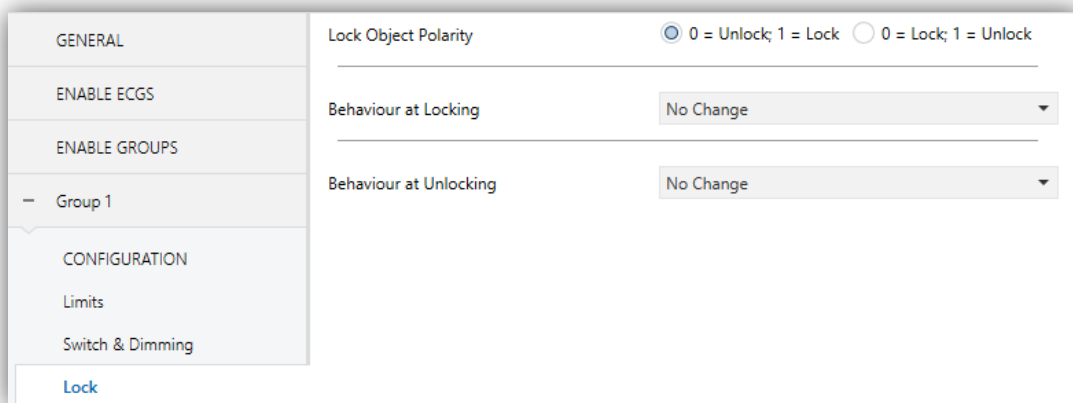 GENERAL
ENABLE ECGS
ENABLE GROUPS
Group 1
CONFIGURATION
Limits
Switch & Dimming
Lock
Lock Object Polarity
0 = Unlock; 1 = Lock
0 = Lock; 1 = Unlock
Behaviour at Locking
No Change
Behaviour at Unlocking
No Change